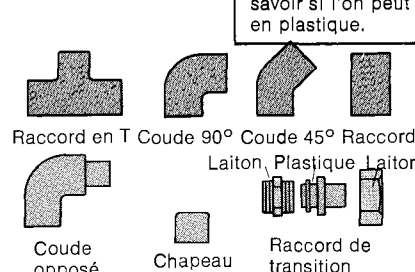 savoir si l'on peut
en plastique.
Raccord en T Coude 90° Coude 45° Raccord
Laiton Plastique Laiton
Coude
opposé
Chapeau
Raccord de
transition